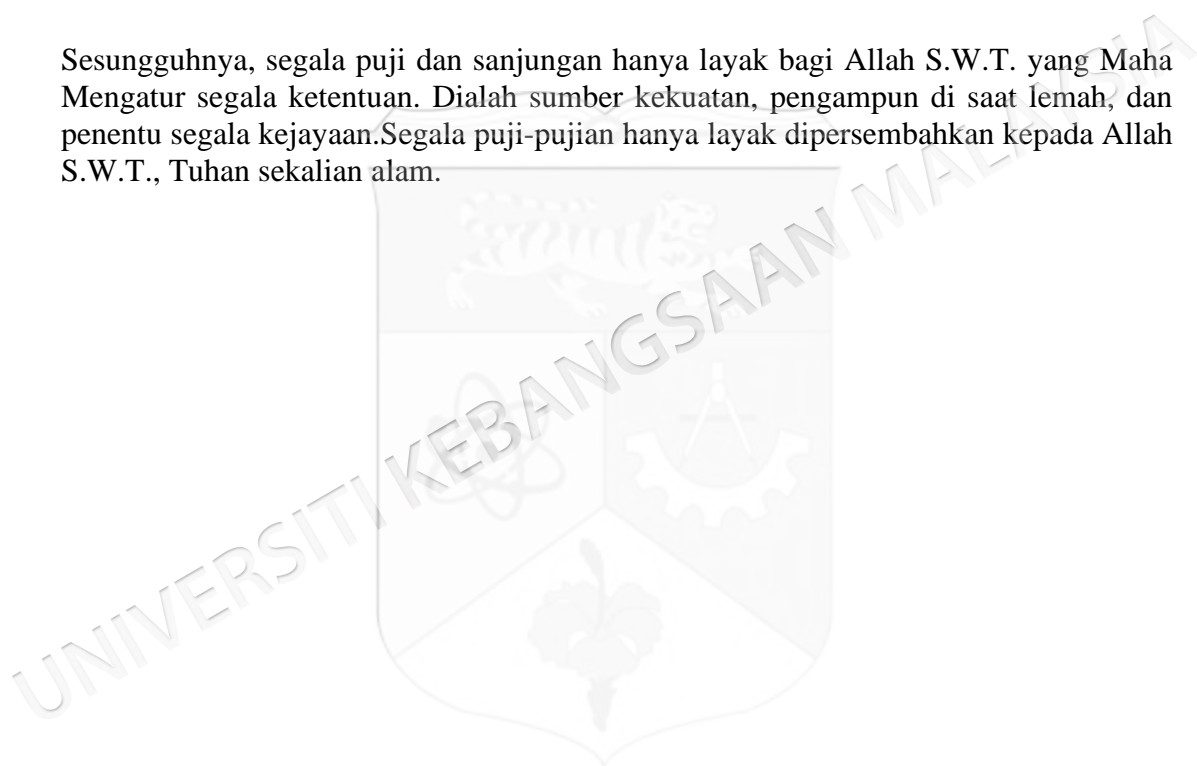 Sesungguhnya, segala puji dan sanjungan hanya layak bagi Allah S.W.T. yang Maha
Mengatur segala ketentuan. Dialah sumber kekuatan, pengampun di saat lemah, dan
penentu segala kejayaan.Segala puji-pujian hanya layak dipersembahkan kepada Allah
S.W.T., Tuhan sekalian alam.
UNIVERSITI KEBANGSAAN MALAYSIA